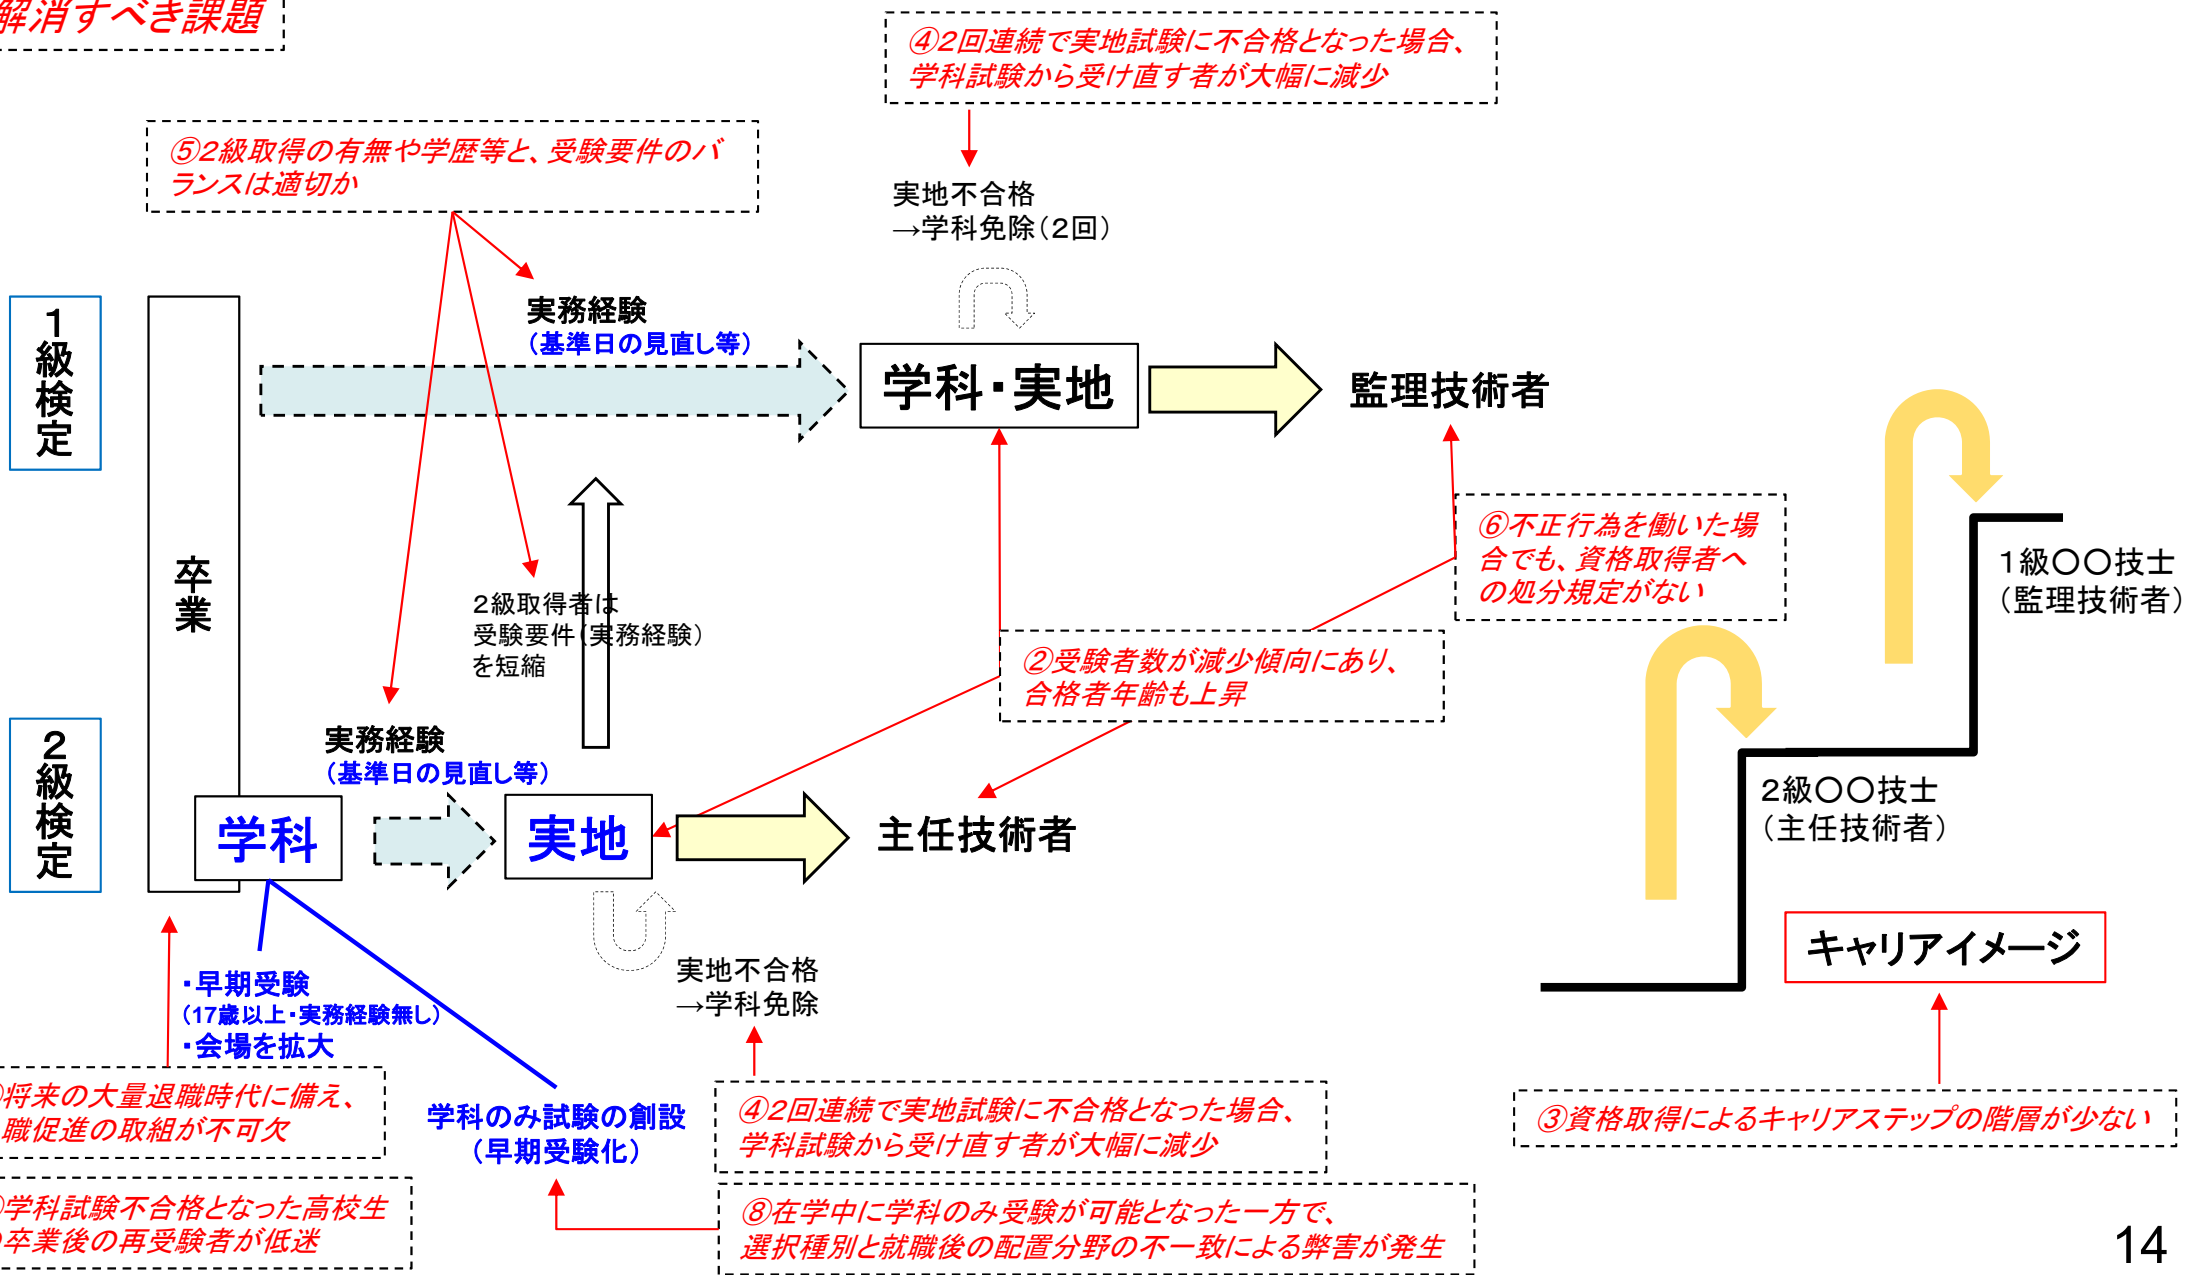 解消すべき課題
④2回連続で実地試験に不合格となった場合、
学科試験から受け直す者が大幅に減少
⑤2級取得の有無や学歴等と、受験要件のバ
ランスは適切か
実地不合格
→学科免除(2回)
実務経験
(基準日の見直し等)
1級検定
学科・実地
監理技術者
卒業
⑥不正行為を働いた場
合でも、資格取得者へ
の処分規定がない
1級〇〇技士
(監理技術者)
2級取得者は
受験要件(実務経験)
を短縮
②受験者数が減少傾向にあり、
合格者年齢も上昇
2級検定
実務経験
(基準日の見直し等)
学科
実地
主任技術者
2級〇〇技士
(主任技術者)
キャリアイメージ
・早期受験
(17歳以上・実務経験無し)
・会場を拡大
実地不合格
→学科免除
将来の大量退職時代に備え、
職促進の取組が不可欠
学科のみ試験の創設
(早期受験化)
④2回連続で実地試験に不合格となった場合、
学科試験から受け直す者が大幅に減少
③資格取得によるキャリアステップの階層が少ない
学科試験不合格となった高校生
卒業後の再受験者が低迷
⑧在学中に学科のみ受験が可能となった一方で、
選択種別と就職後の配置分野の不一致による弊害が発生
14